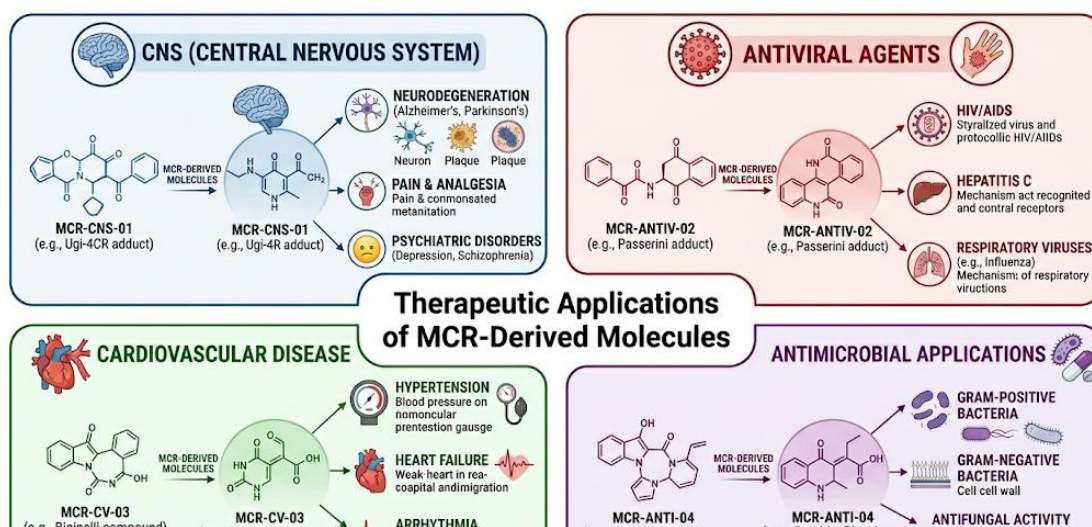 CNS (CENTRAL NERVOUS SYSTEM)
NEURODEGENERATION
(Alzheimer's, Parkinson's)
Neuron Plaque Plaque
MCR-DERIVED
MOLECULES
PAIN & ANALGESIA
Pain & conmonsated
metanitation
MCR-CNS-01
(e.g., Ugi-4CR adduct)
MCR-CNS-01
(e.g., Ugi-4R adduct)
PSYCHIATRIC DISORDERS
(Depression, Schizophrenia)
ANTIVIRAL AGENTS
HIV/AIDS
Styralized virus and
protocollic HIV/AIIDs
MCR-DERIVED
MOLECULES
HEPATITIS C
Mechanism act recognited
and contral receptors
MCR-ANTIV-02
(e.g., Passerini adduct)
MCR-ANTIV-02
(e.g., Passerini adduct)
RESPIRATORY VIRUSES
(e.g., Influenza)
Mechanism: of respiratory
viructions
Therapeutic Applications
of MCR-Derived Molecules
CARDIOVASCULAR DISEASE
HYPERTENSION
Blood pressure on
nomoncular
prentestion gausge
MCR-DERIVED
MOLECULES
HEART FAILURE
Weak-heart in rea-
coapital andimigration
MCR-CV-03
(e.g., Biginelli compound)
MCR-CV-03
ARRHYTHMIA
ANTIMICROBIAL APPLICATIONS
GRAM-POSITIVE
BACTERIA
MCR-DERIVED
MOLECULES
GRAM-NEGATIVE
BACTERIA
Cell cell wall
MCR-ANTI-04
MCR-ANTI-04
ANTIFUNGAL ACTIVITY